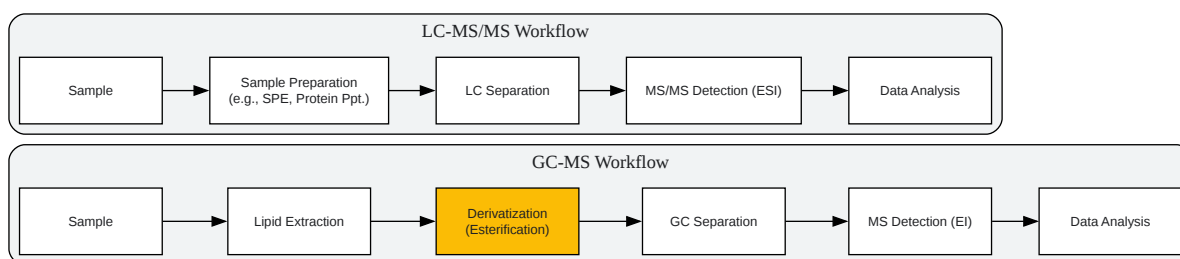 LC-MS/MS Workflow
Sample
Sample Preparation
(e.g., SPE, Protein Ppt.)
LC Separation
MS/MS Detection (ESI)
Data Analysis
GC-MS Workflow
Sample
Lipid Extraction
Derivatization
(Esterification)
GC Separation
MS Detection (EI)
Data Analysis